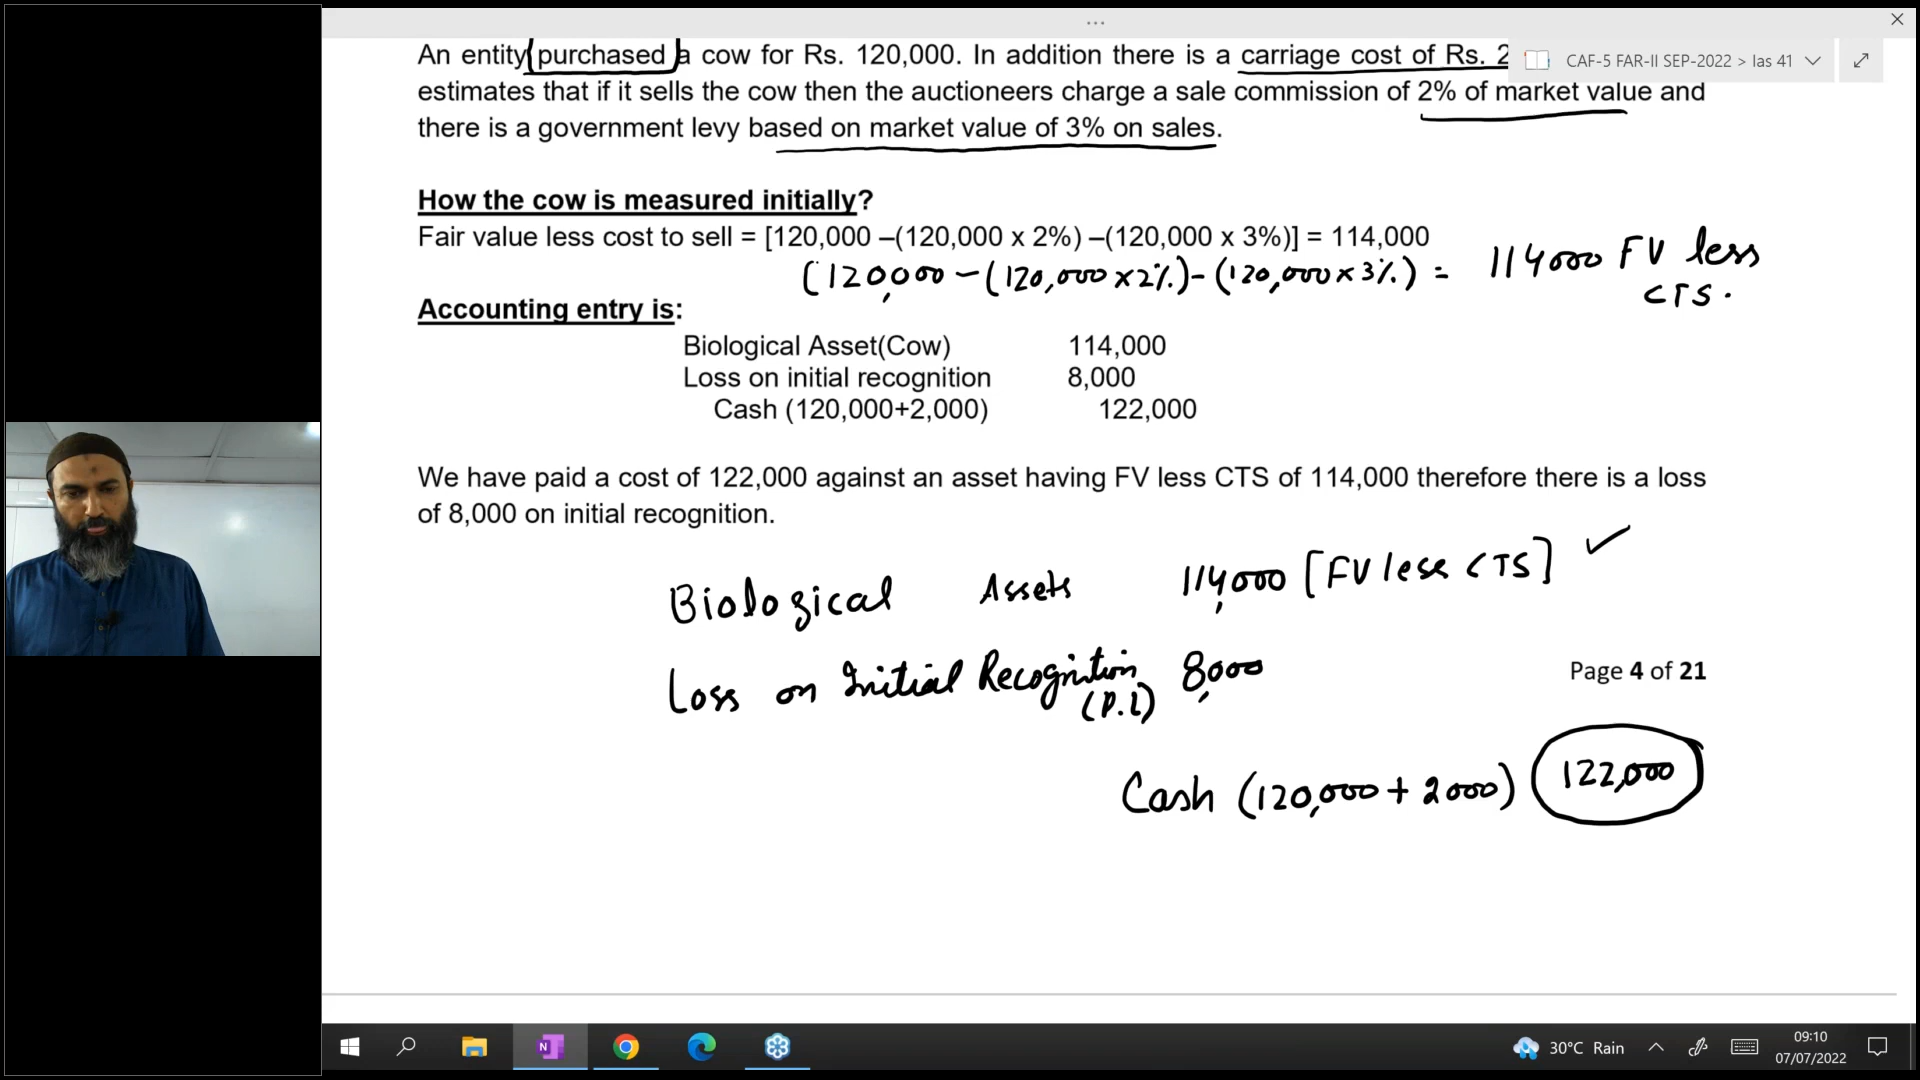 An entity purchased a cow for Rs. 120,000. In addition there is a carriage cost of Rs. 2
CAF-5 FAR-II SEP-2022 > Ias 41
estimates that if it sells the cow then the auctioneers charge a sale commission of 2% of market value and
there is a government levy based on market value of 3% on sales.
How the cow is measured initially?
Fair value less cost to sell = [120,000 –(120,000 x 2%) –(120,000 x 3%)] = 114,000
(120,000 – (120,000 x 2%) – (120,000 x 3%) = 114000 FV less
CTS.
Accounting entry is:
Biological Asset(Cow) 114,000
Loss on initial recognition 8,000
Cash (120,000+2,000) 122,000
We have paid a cost of 122,000 against an asset having FV less CTS of 114,000 therefore there is a loss
of 8,000 on initial recognition.
Biological Assets 114,000 [FV less CTS]
Loss on Initial Recognition 8,000
(P.L)
Page 4 of 21
Cash (120,000 + 2000) 122,000
30°C Rain
09:10
07/07/2022